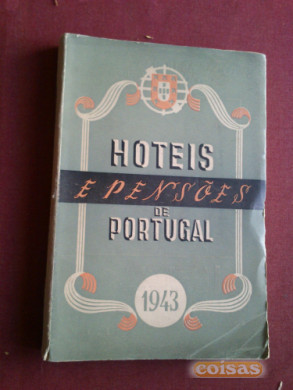 HOTEIS
E PENSÕES
DE
PORTUGAL
1943
coisas